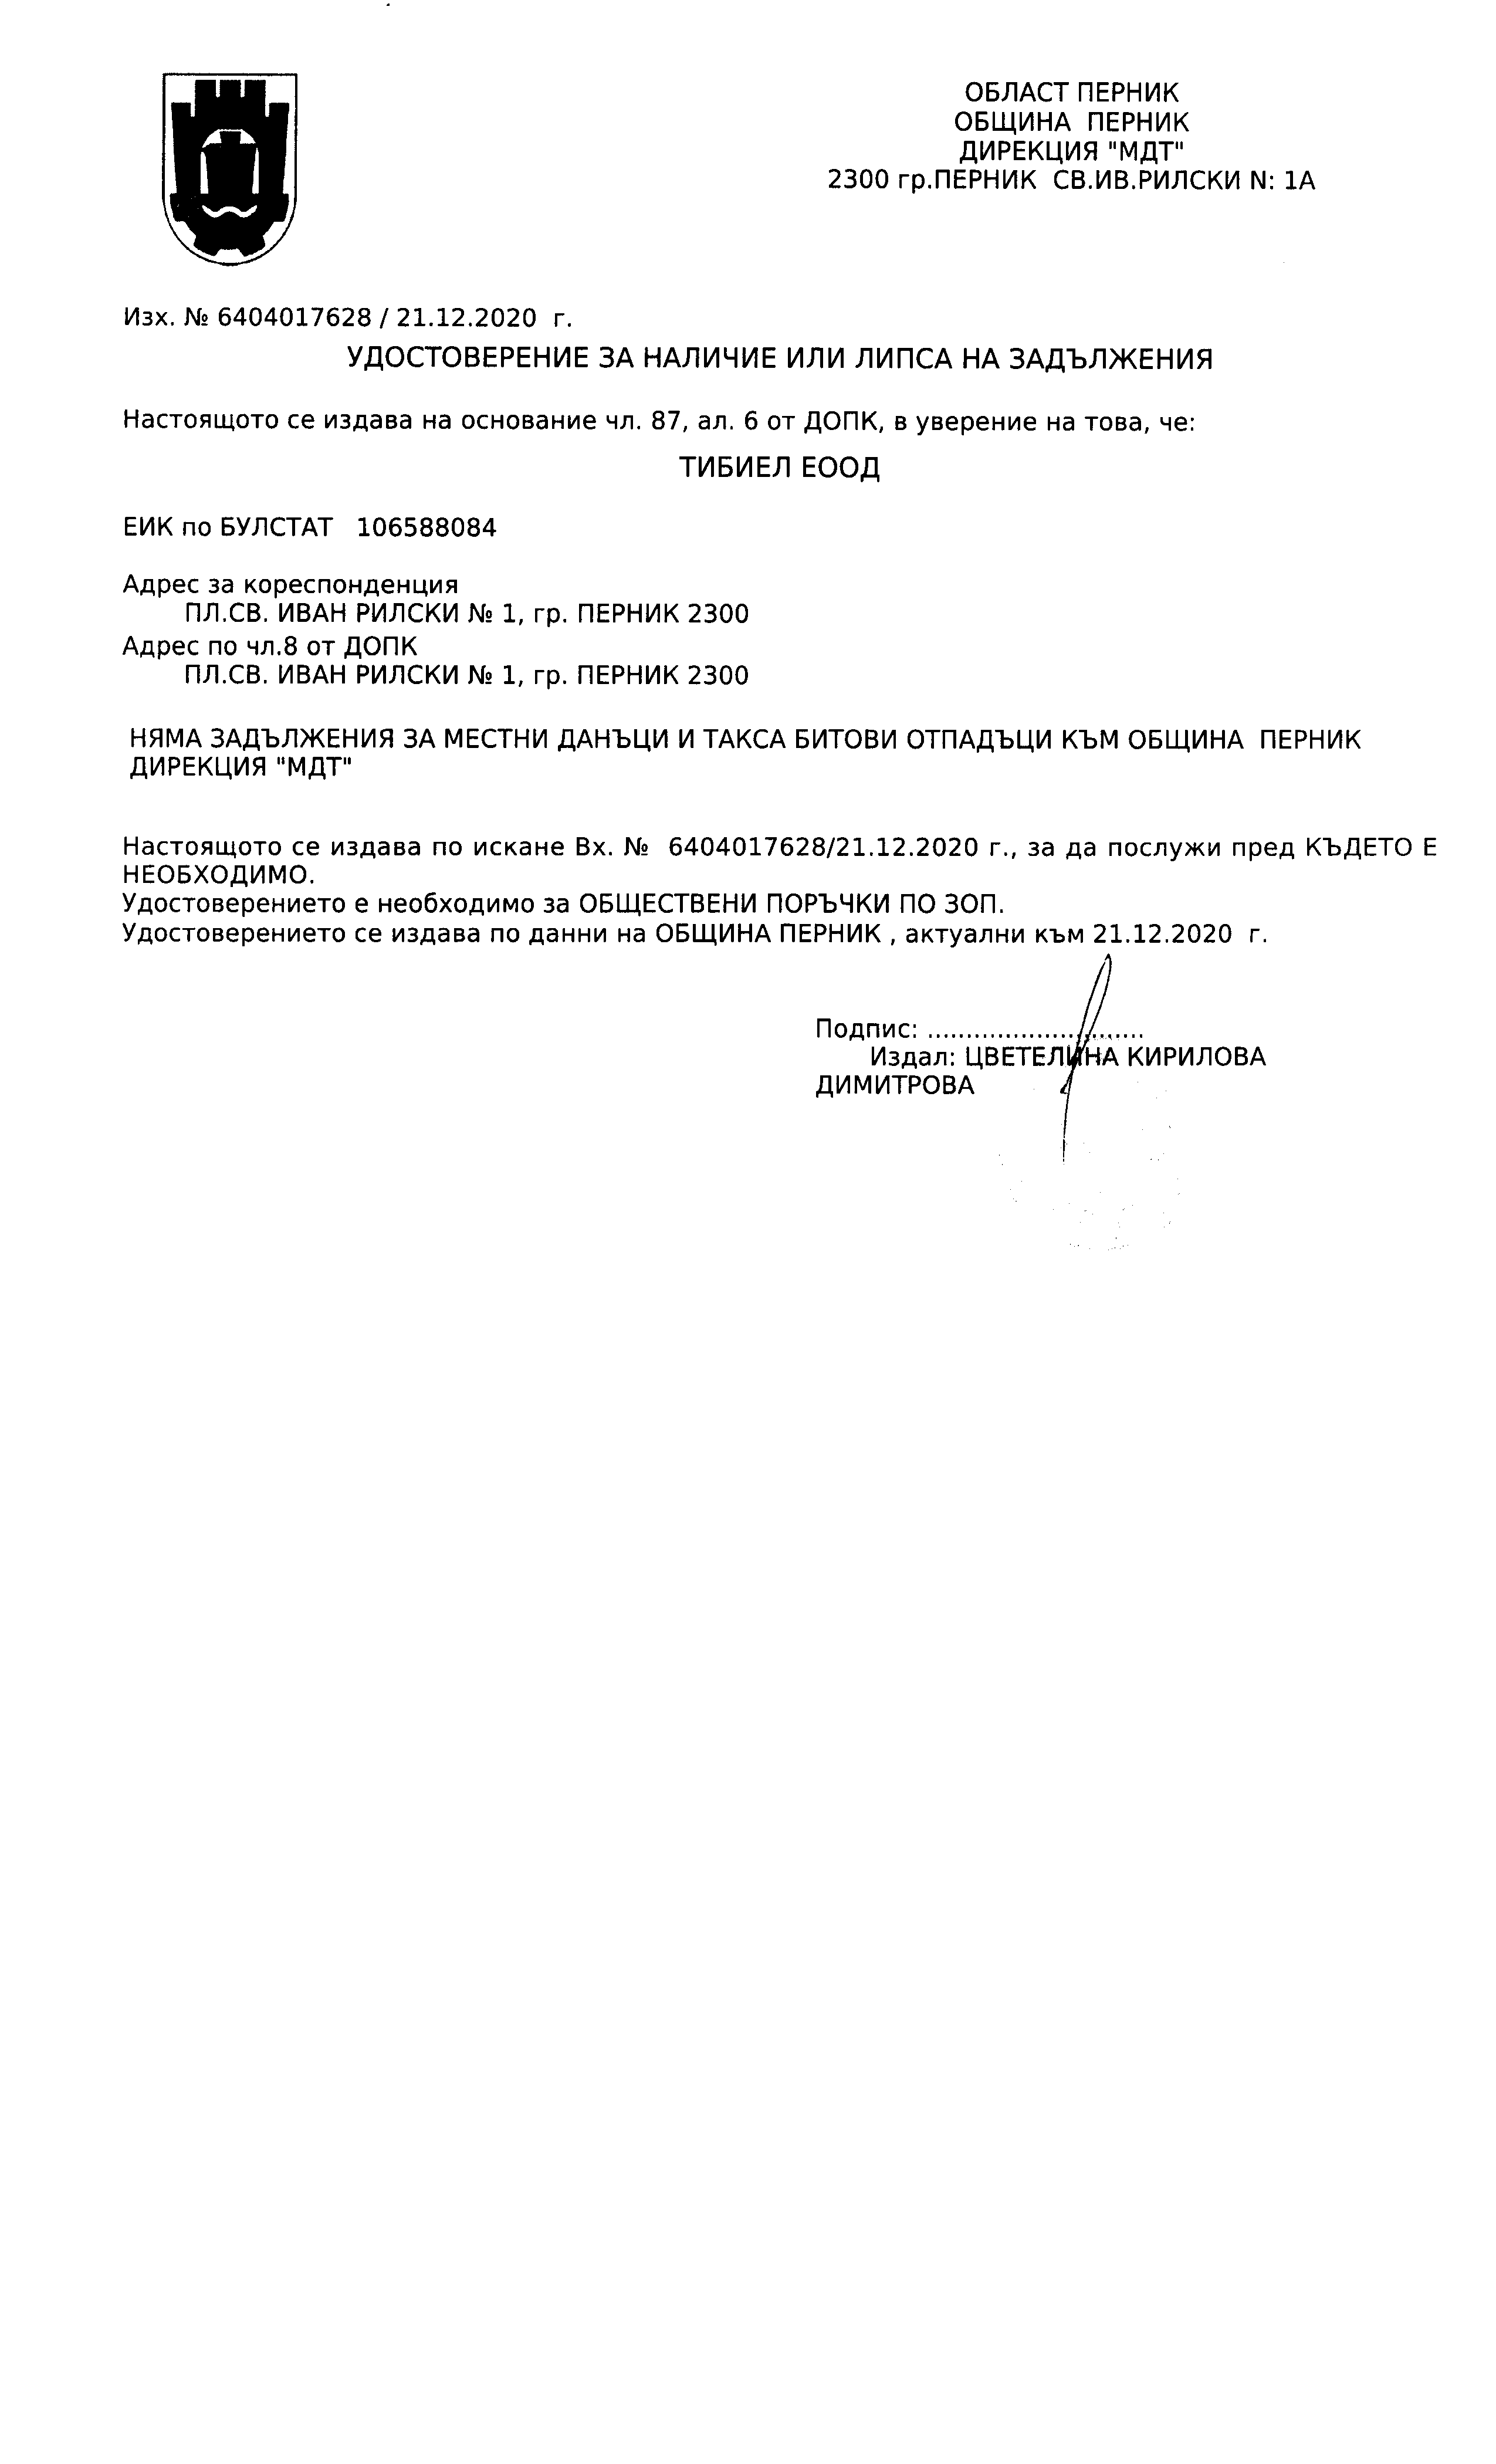 ОБЛАСТ ПЕРНИК
ОБЩИНА  ПЕРНИК
ДИРЕКЦИЯ "МДТ"
2300 гр.ПЕРНИК  СВ.ИВ.РИЛСКИ N: 1А
Изх. № 6404017628 / 21.12.2020  г.
УДОСТОВЕРЕНИЕ ЗА НАЛИЧИЕ ИЛИ ЛИПСА НА ЗАДЪЛЖЕНИЯ
Настоящото се издава на основание чл. 87, ал. 6 от ДОПК, в уверение на това, че:
ТИБИЕЛ ЕООД
ЕИК по БУЛСТАТ   106588084
Адрес за кореспонденция
ПЛ.СВ. ИВАН РИЛСКИ № 1, гр. ПЕРНИК 2300
Адрес по чл.8 от ДОПК
ПЛ.СВ. ИВАН РИЛСКИ № 1, гр. ПЕРНИК 2300
НЯМА ЗАДЪЛЖЕНИЯ ЗА МЕСТНИ ДАНЪЦИ И ТАКСА БИТОВИ ОТПАДЪЦИ КЪМ ОБЩИНА  ПЕРНИК
ДИРЕКЦИЯ "МДТ"
Настоящото се издава по искане Вх. №  6404017628/21.12.2020 г., за да послужи пред КЪДЕТО Е
НЕОБХОДИМО.
Удостоверението е необходимо за ОБЩЕСТВЕНИ ПОРЪЧКИ ПО ЗОП.
Удостоверението се издава по данни на ОБЩИНА ПЕРНИК , актуални към 21.12.2020  г.
Подпис: ............................
Издал: ЦВЕТЕЛИНА КИРИЛОВА
ДИМИТРОВА